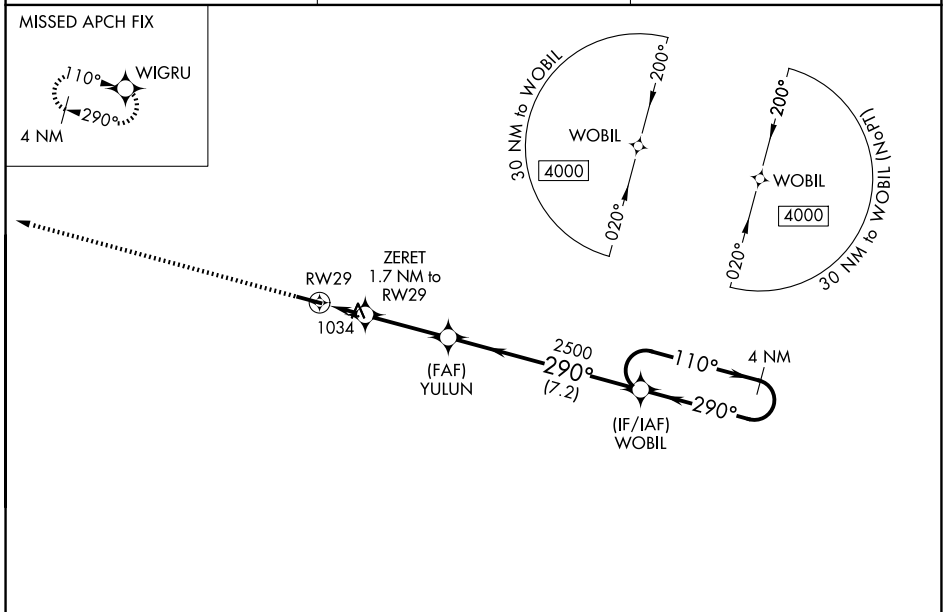 MISSED APCH FIX
WIGRU
110°
290°
4 NM
30 NM to WOBIL
200°
WOBIL
4000
020°
200°
WOBIL
4000
020°
30 NM to WOBIL (NoPT)
RW29
1034
ZERET
1.7 NM to
RW29
(FAF)
YULUN
2500
290°
(7.2)
110°
4 NM
290°
(IF/IAF)
WOBIL